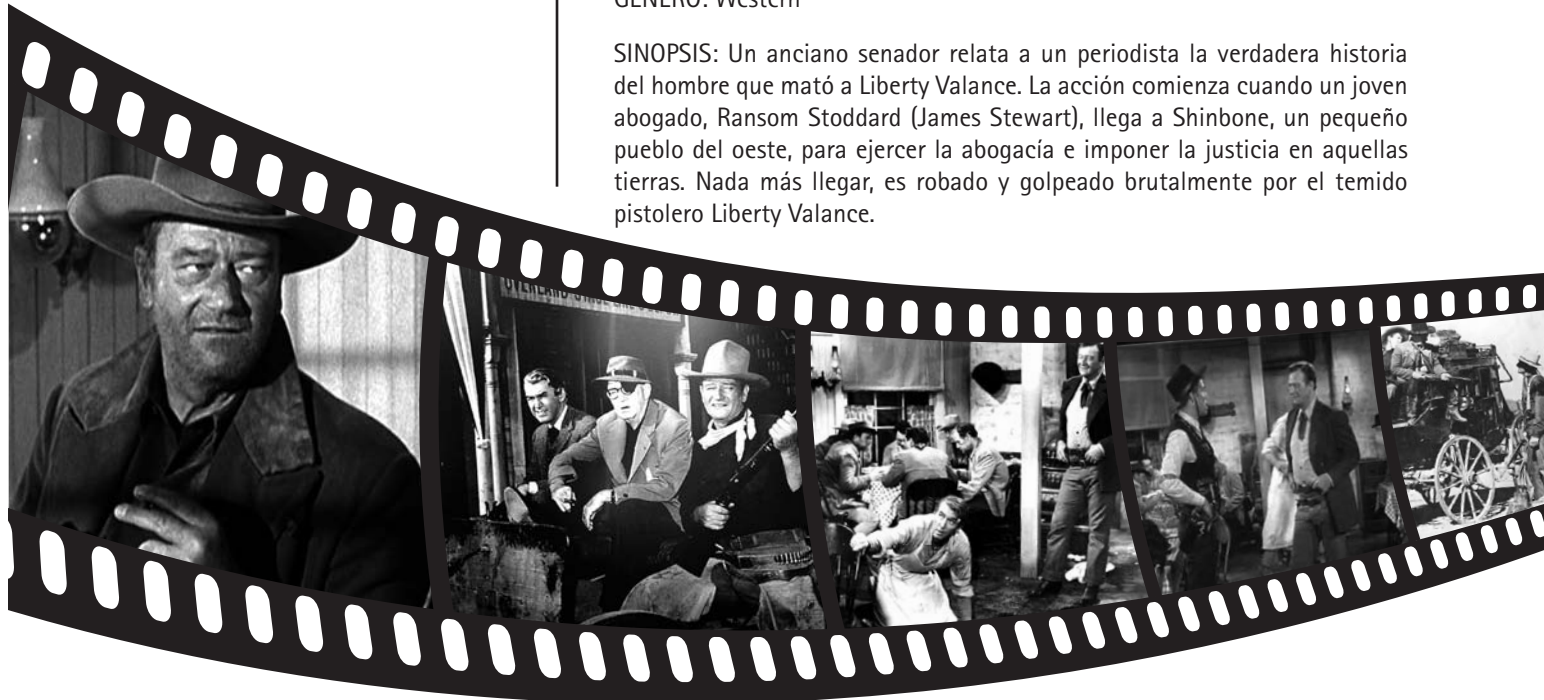 GÉNERO: Western
SINOPSIS: Un anciano senador relata a un periodista la verdadera historia
del hombre que mató a Liberty Valance. La acción comienza cuando un joven
abogado, Ransom Stoddard (James Stewart), llega a Shinbone, un pequeño
pueblo del oeste, para ejercer la abogacía e imponer la justicia en aquellas
tierras. Nada más llegar, es robado y golpeado brutalmente por el temido
pistolero Liberty Valance.